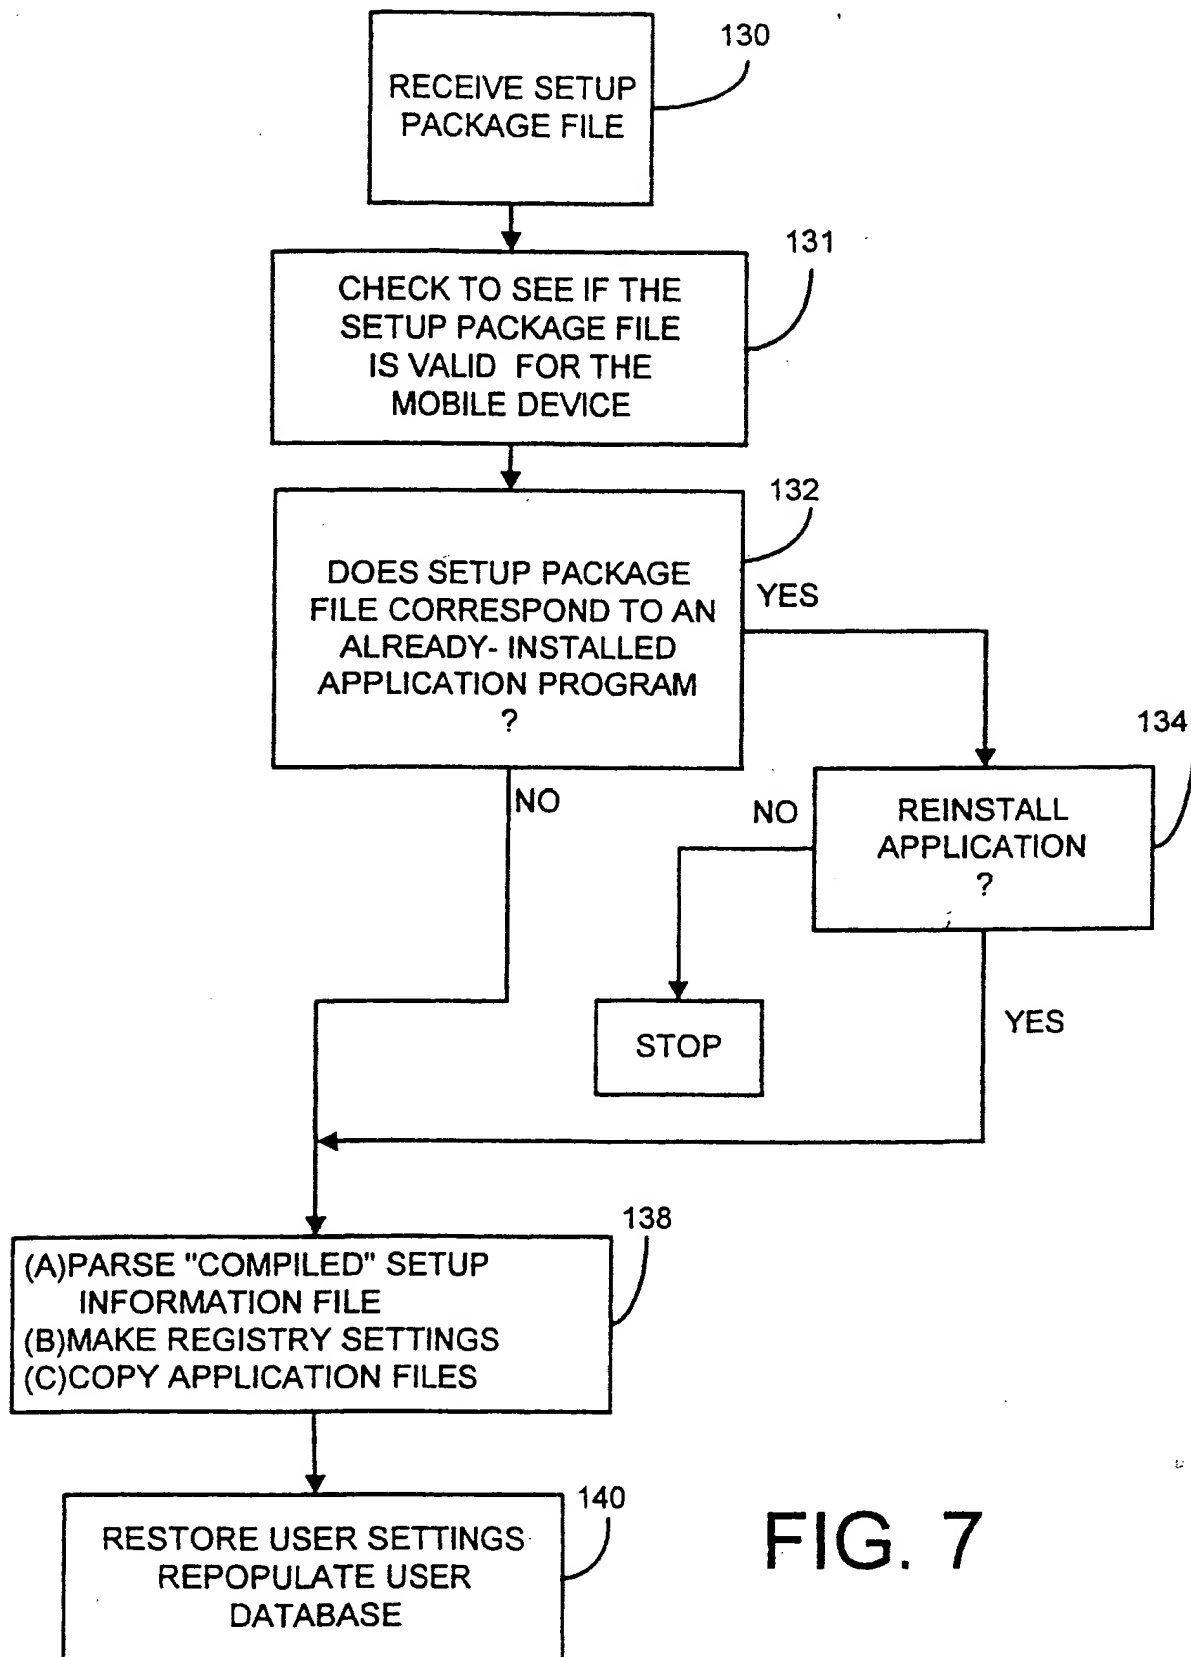 130
RECEIVE SETUP
PACKAGE FILE
131
CHECK TO SEE IF THE
SETUP PACKAGE FILE
IS VALID FOR THE
MOBILE DEVICE
132
DOES SETUP PACKAGE
FILE CORRESPOND TO AN
ALREADY- INSTALLED
APPLICATION PROGRAM
?
YES
NO
134
REINSTALL
APPLICATION
?
NO
STOP
YES
138
(A)PARSE "COMPILED" SETUP
INFORMATION FILE
(B)MAKE REGISTRY SETTINGS
(C)COPY APPLICATION FILES
140
RESTORE USER SETTINGS
REPOPULATE USER
DATABASE
FIG. 7